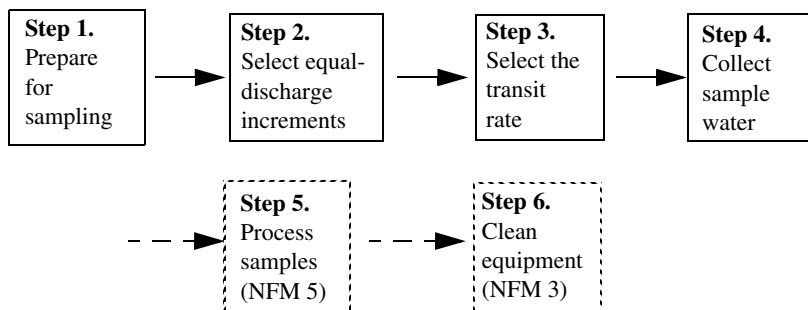 Step 1.
Prepare
for
sampling
Step 2.
Select equal-
discharge
increments
Step 3.
Select the
transit
rate
Step 4.
Collect
sample
water
Step 5.
Process
samples
(NFM 5)
Step 6.
Clean
equipment
(NFM 3)